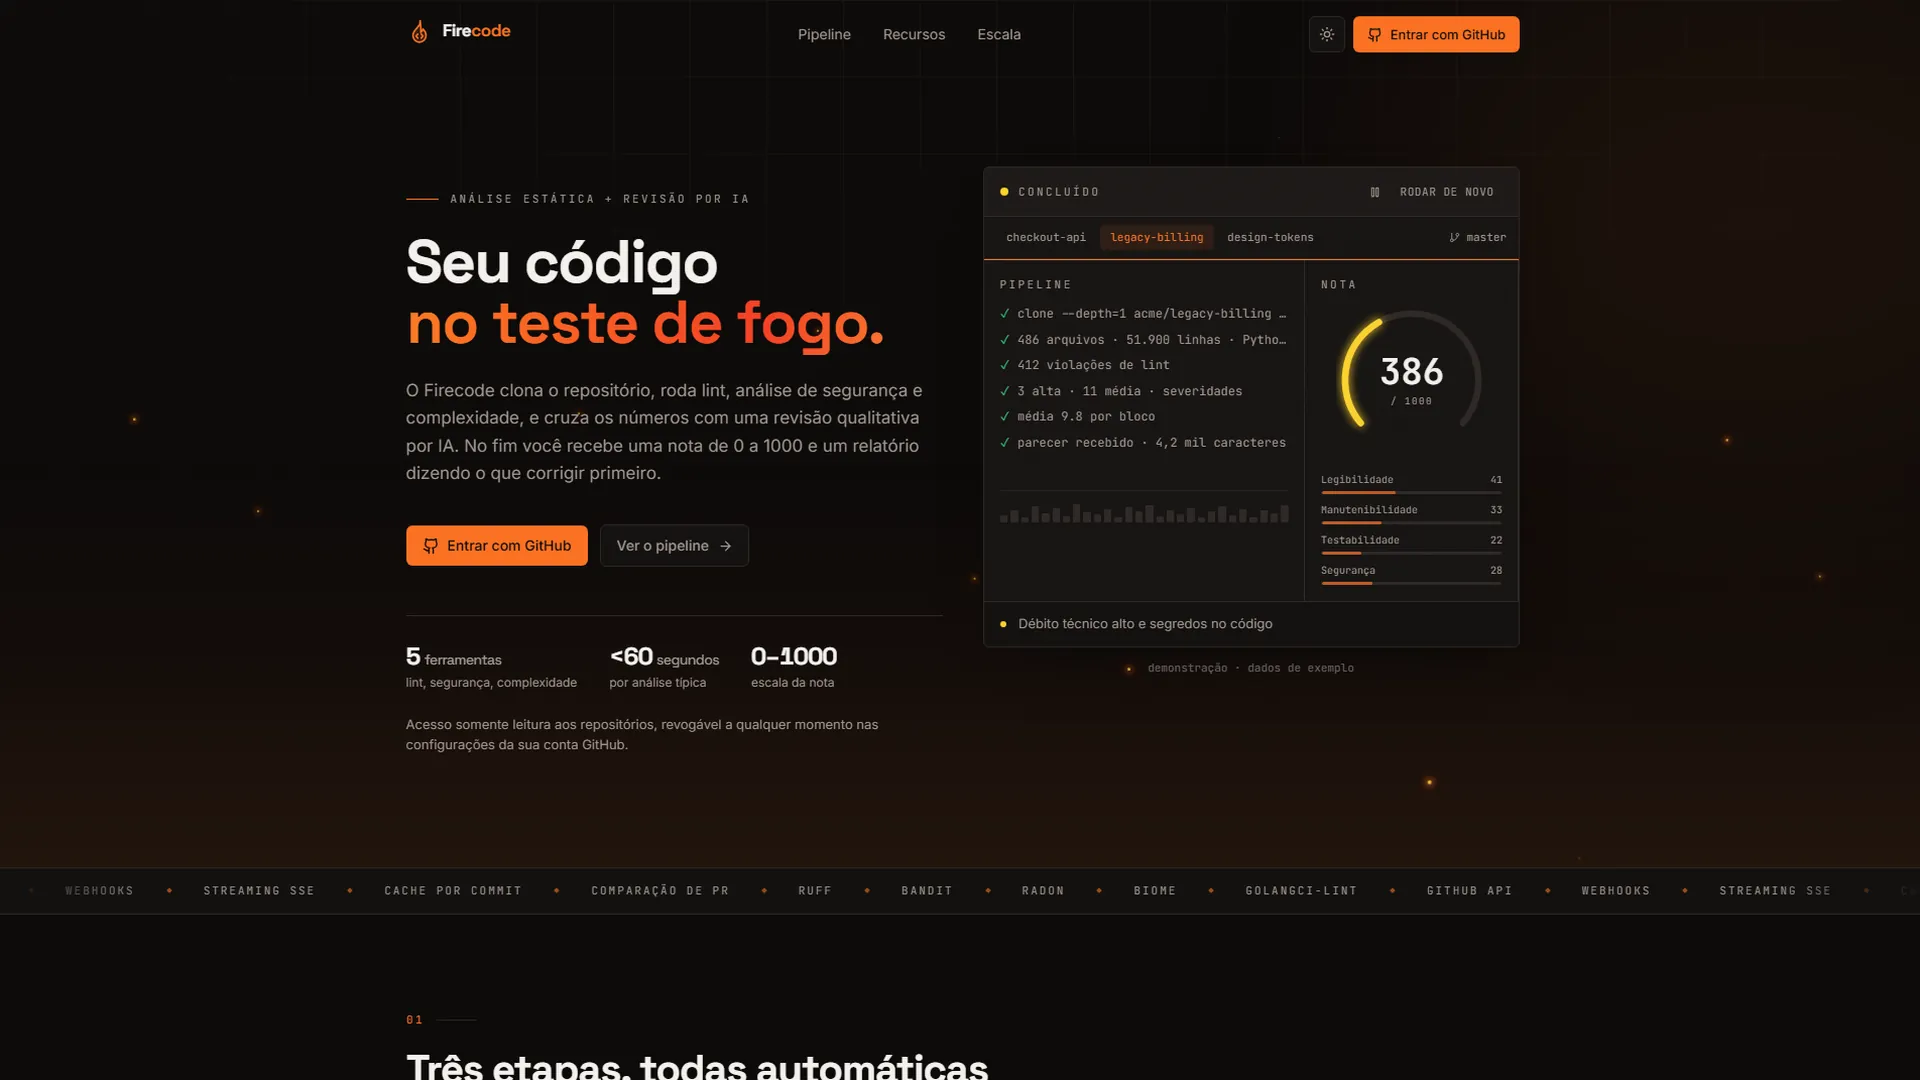 Firecode
Pipeline
Recursos
Escala
Entrar com GitHub
ANÁLISE ESTÁTICA + REVISÃO POR IA
Seu código
no teste de fogo.
O Firecode clona o repositório, roda lint, análise de segurança e
complexidade, e cruza os números com uma revisão qualitativa
por IA. No fim você recebe uma nota de 0 a 1000 e um relatório
dizendo o que corrigir primeiro.
Entrar com GitHub
Ver o pipeline →
5 ferramentas
lint, segurança, complexidade
<60 segundos
por análise típica
0–1000
escala da nota
Acesso somente leitura aos repositórios, revogável a qualquer momento nas
configurações da sua conta GitHub.
CONCLUÍDO
RODAR DE NOVO
checkout-api
legacy-billing
design-tokens
master
PIPELINE
✓ clone --depth=1 acme/legacy-billing …
✓ 486 arquivos · 51.900 linhas · Pytho…
✓ 412 violações de lint
✓ 3 alta · 11 média · severidades
✓ média 9.8 por bloco
✓ parecer recebido · 4,2 mil caracteres
NOTA
386
/ 1000
Legibilidade 41
Manutenibilidade 33
Testabilidade 22
Segurança 28
Débito técnico alto e segredos no código
demonstração · dados de exemplo
WEBHOOKS ◆ STREAMING SSE ◆ CACHE POR COMMIT ◆ COMPARAÇÃO DE PR ◆ RUFF ◆ BANDIT ◆ RADON ◆ BIOME ◆ GOLANGCI-LINT ◆ GITHUB API ◆ WEBHOOKS ◆ STREAMING SSE
01
Três etapas, todas automáticas